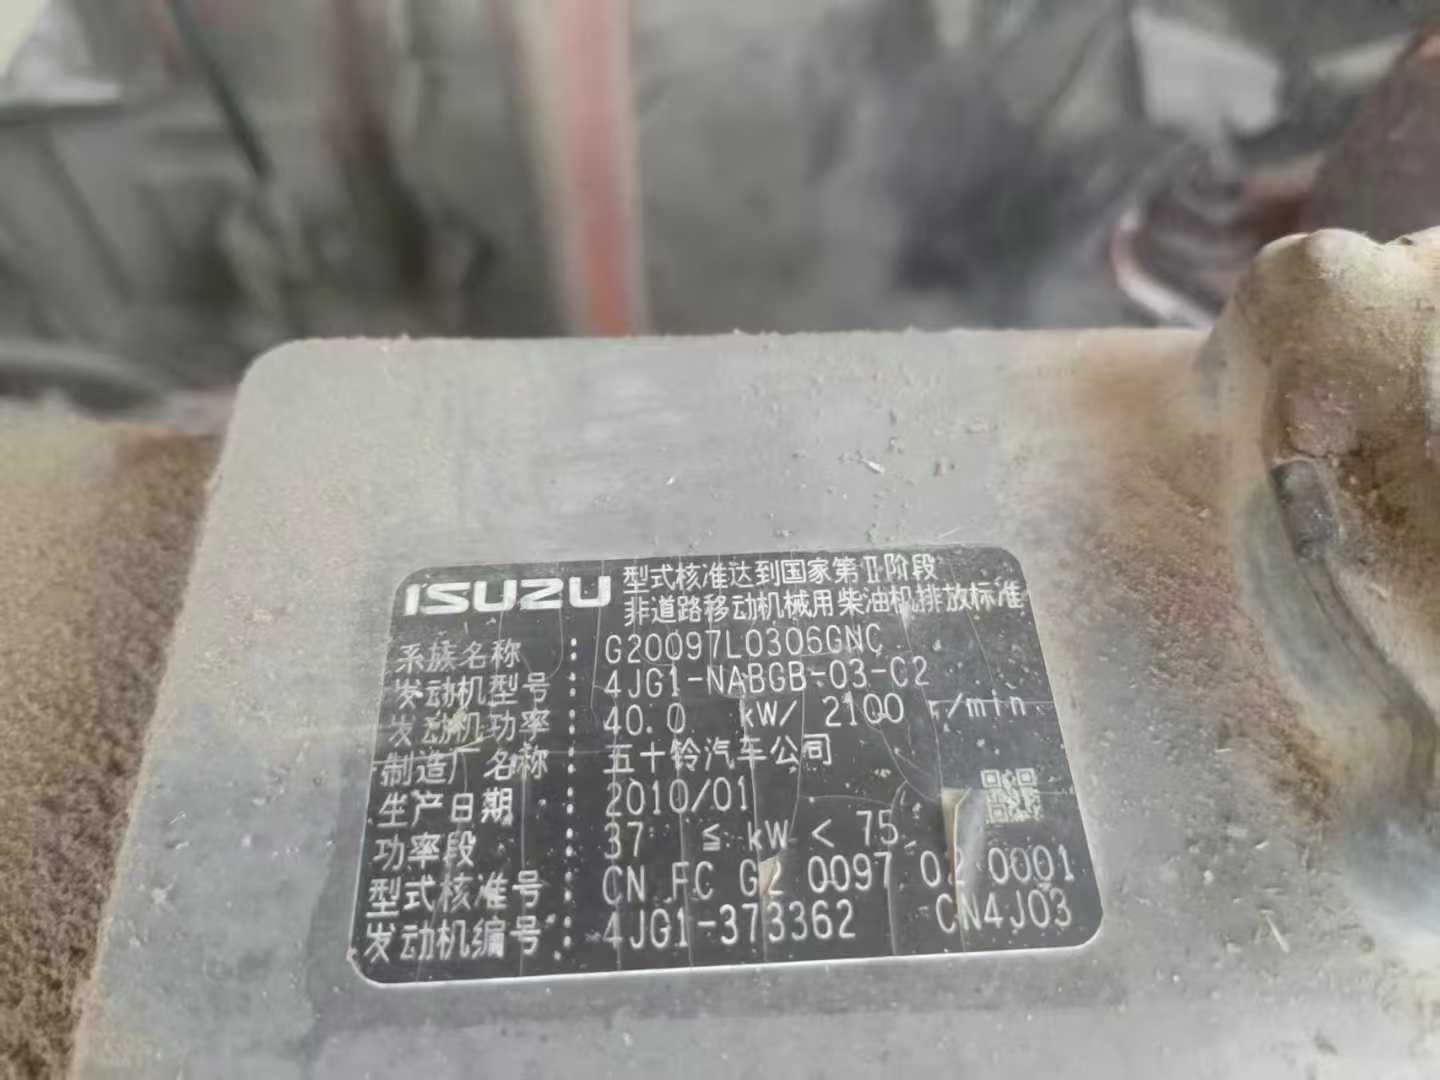 ISUZU 型式核准达到国家第Ⅱ阶段
非道路移动机械用柴油机排放标准
系族名称 : G20097L0306GNC
发动机型号 : 4JG1-NABGB-03-C2
发动机功率 : 40.0 kW/ 2100 r/min
制造厂名称 : 五十铃汽车公司
生产日期 : 2010/01
功率段 : 37 ≦ kW < 75
型式核准号 : CN FC G2 0097 02 0001
发动机编号 : 4JG1-373362 CN4J03